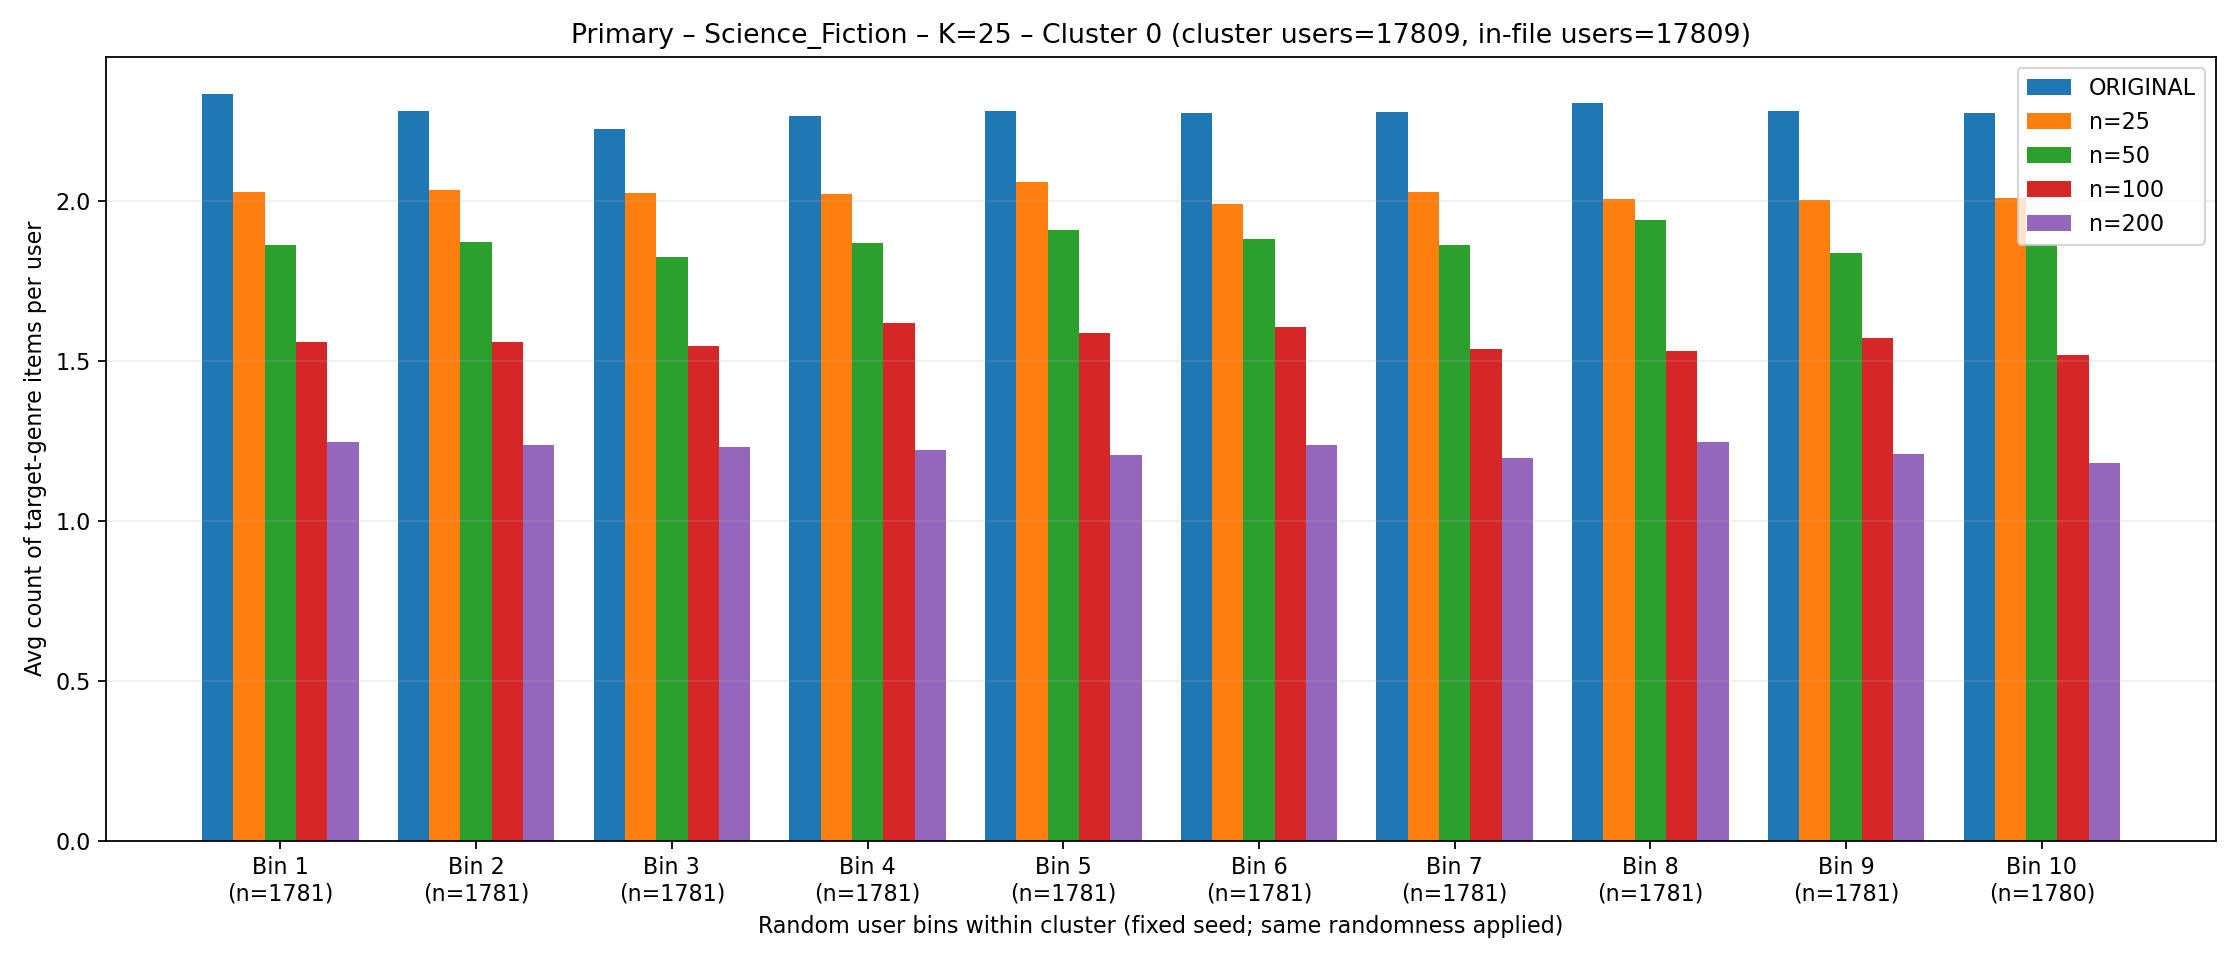 Primary – Science_Fiction – K=25 – Cluster 0 (cluster users=17809, in-file users=17809)
Avg count of target-genre items per user
2.0
1.5
1.0
0.5
0.0
ORIGINAL
n=25
n=50
n=100
n=200
Bin 1
(n=1781)
Bin 2
(n=1781)
Bin 3
(n=1781)
Bin 4
(n=1781)
Bin 5
(n=1781)
Bin 6
(n=1781)
Bin 7
(n=1781)
Bin 8
(n=1781)
Bin 9
(n=1781)
Bin 10
(n=1780)
Random user bins within cluster (fixed seed; same randomness applied)